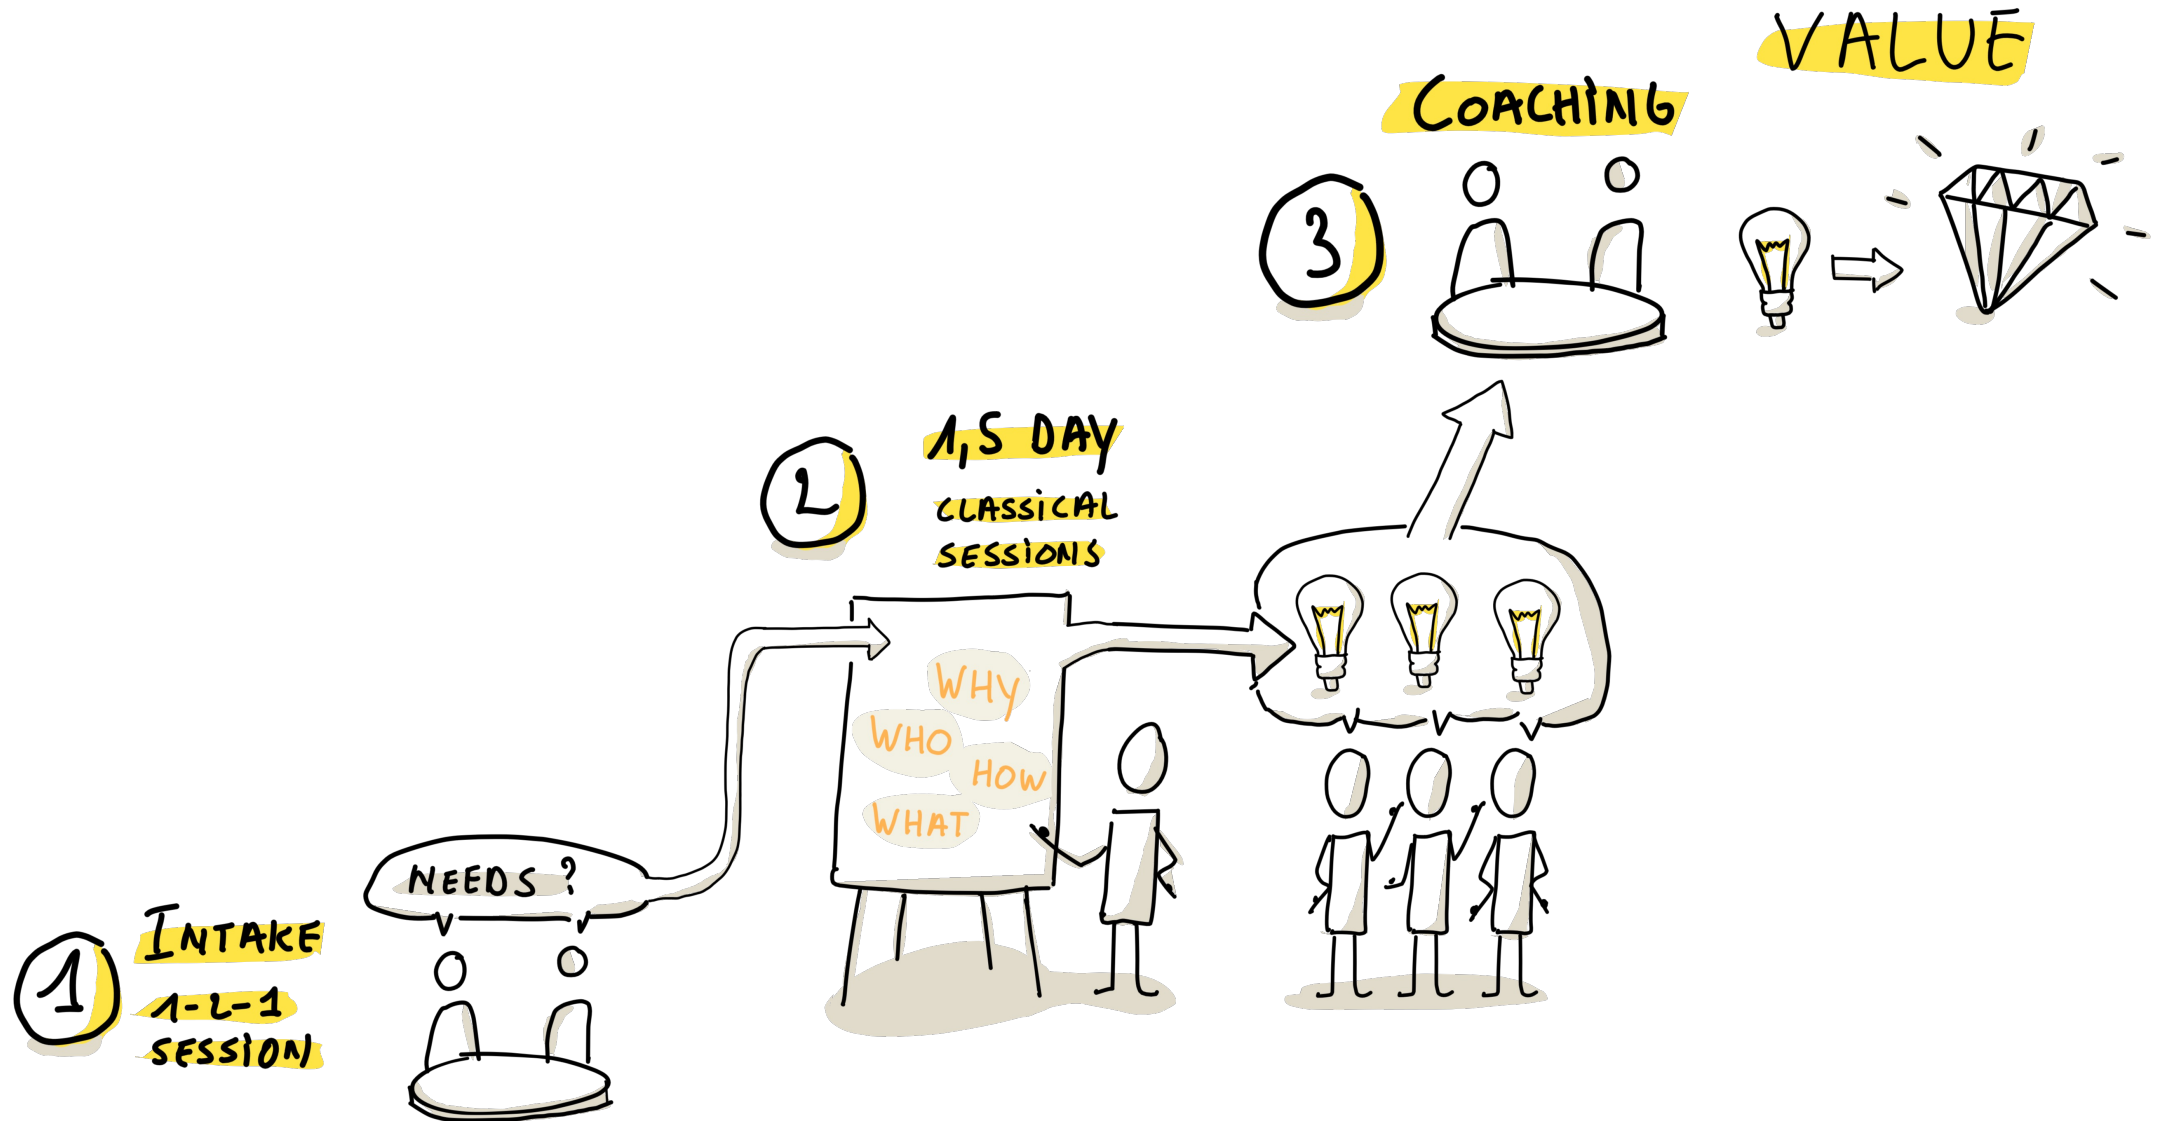 1
INTAKE
1-2-1
SESSION
NEEDS?
2
1,5 DAY
CLASSICAL
SESSIONS
WHY
WHO
HOW
WHAT
3
COACHING
VALUE